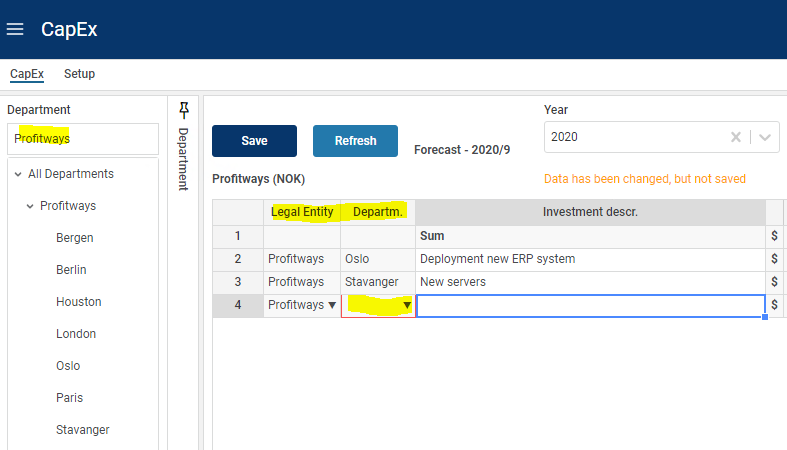 CapEx
CapEx Setup
Department
Profitways
All Departments
Profitways
Bergen
Berlin
Houston
London
Oslo
Paris
Stavanger
Department
Save Refresh Forecast - 2020/9
Year
2020
Profitways (NOK) Data has been changed, but not saved
Legal Entity Departm. Investment descr.
1 Sum $
2 Profitways Oslo Deployment new ERP system $
3 Profitways Stavanger New servers $
4 Profitways $